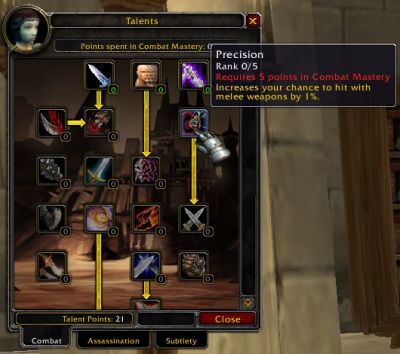 Talents
Points spent in Combat Mastery:
Precision
Rank 0/5
Requires 5 points in Combat Mastery
Increases your chance to hit with
melee weapons by 1%.
0 0 0
0 0 0
0 0 0 0
0 0 0 0
0 0 0
Talent Points: 21
Close
Combat
Assassination
Subtlety